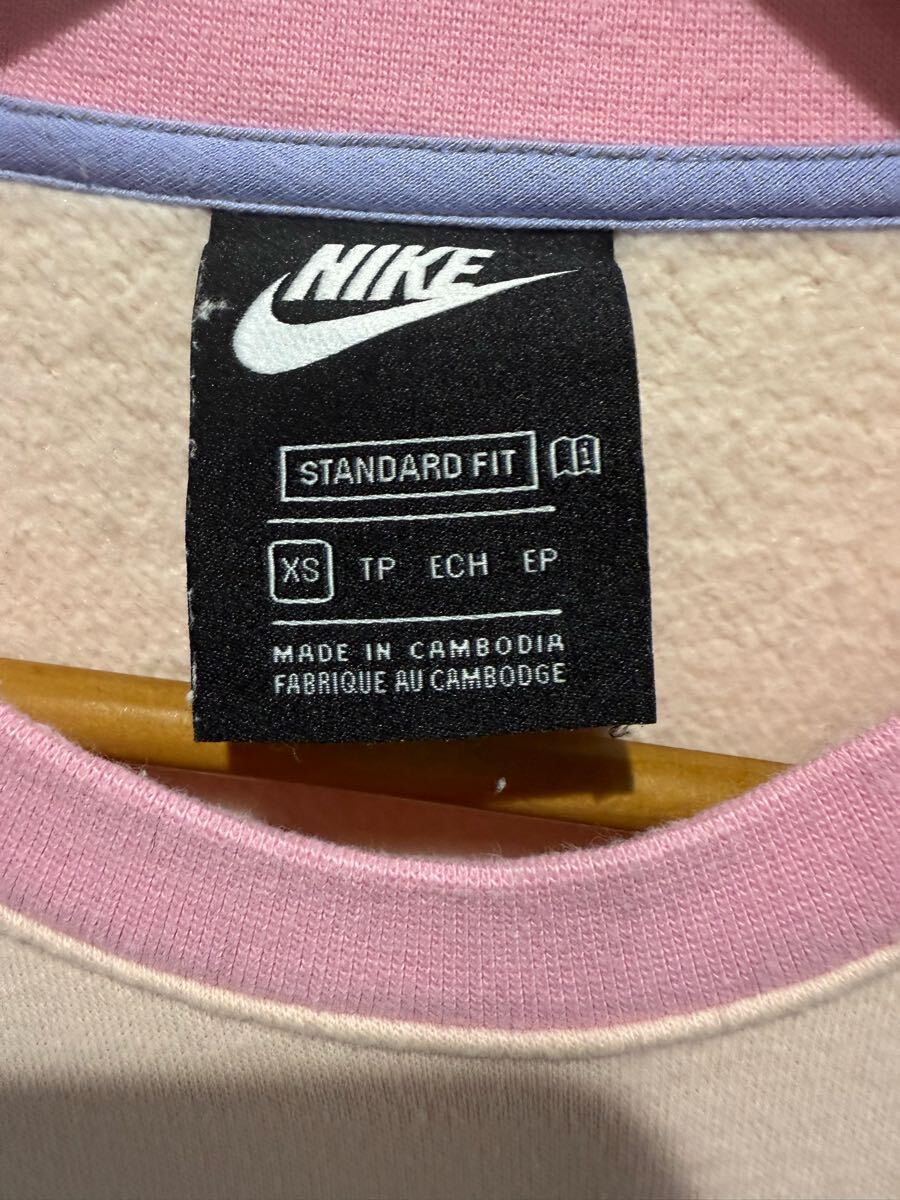 NIKE
STANDARD FIT
XS TP ECH EP
MADE IN CAMBODIA
FABRIQUE AU CAMBODGE